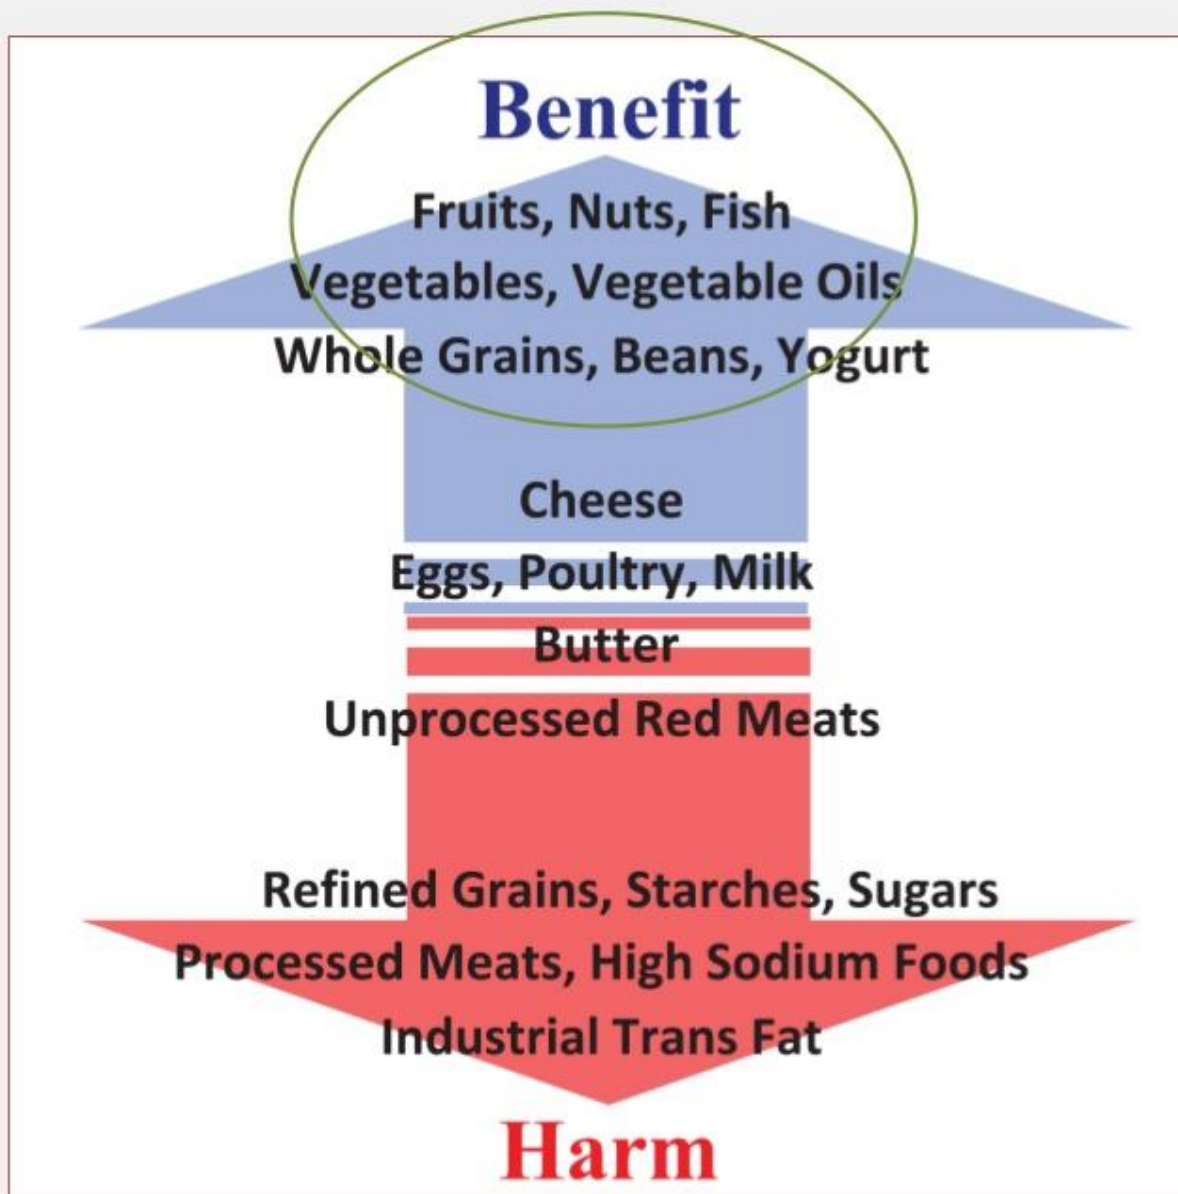 Benefit
Fruits, Nuts, Fish
Vegetables, Vegetable Oils
Whole Grains, Beans, Yogurt
Cheese
Eggs, Poultry, Milk
Butter
Unprocessed Red Meats
Refined Grains, Starches, Sugars
Processed Meats, High Sodium Foods
Industrial Trans Fat
Harm